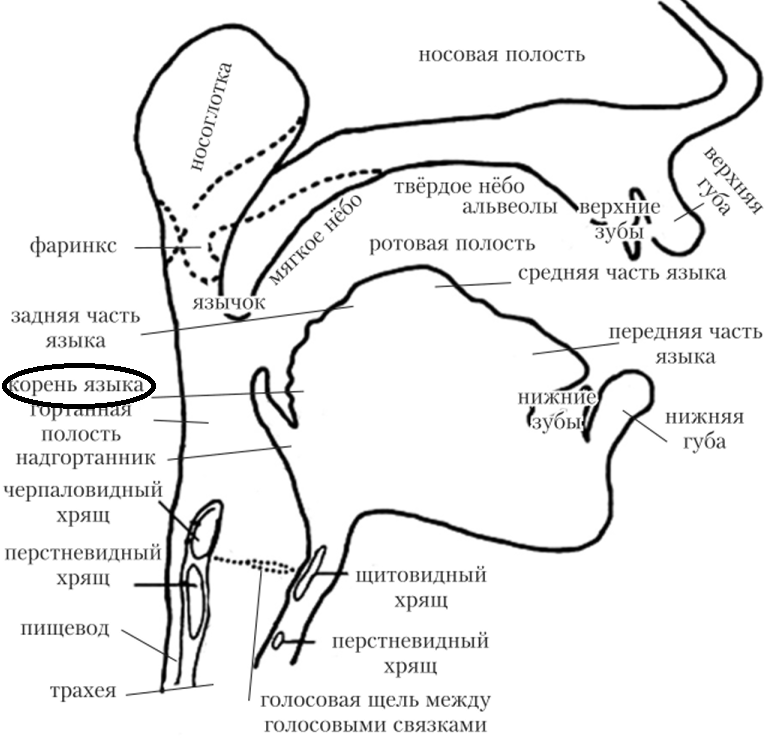 носовая полость
носоглотка
верхняя
губа
твёрдое нёбо
альвеолы
верхние
зубы
мягкое нёбо
фаринкс
ротовая полость
средняя часть языка
язычок
задняя часть
языка
передняя часть
языка
корень языка
гортанная
полость
нижние
зубы
нижняя
губа
надгортанник
черпаловидный
хрящ
перстневидный
хрящ
щитовидный
хрящ
пищевод
перстневидный
хрящ
трахея
голосовая щель между
голосовыми связками